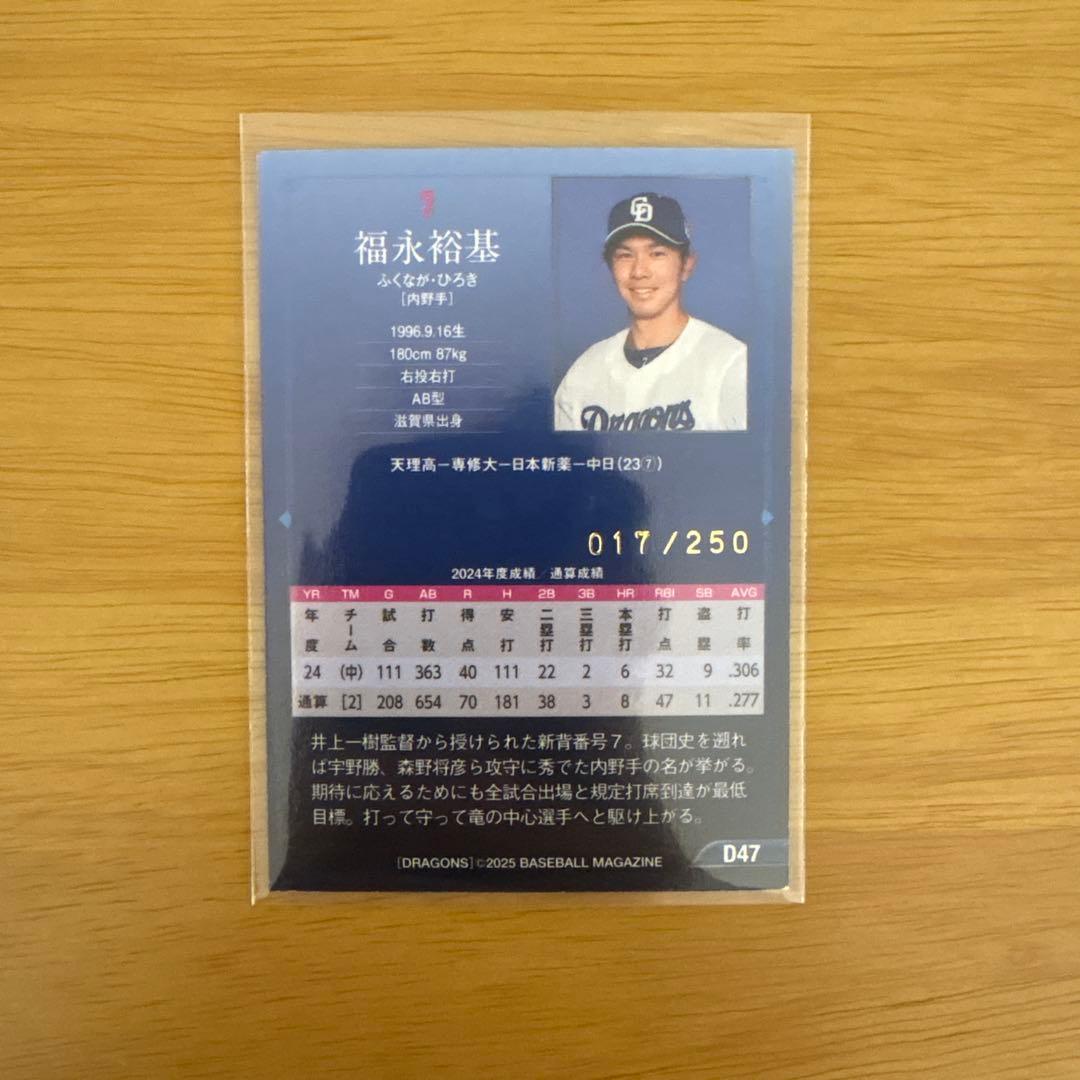 7
福永裕基
ふくなが・ひろき
[内野手]
1996.9.16生
180cm 87kg
右投右打
AB型
滋賀県出身
CD
Dragons
天理高ー専修大ー日本新薬ー中日(23⑦)
017/250
2024年度成績/通算成績
YR TM G AB R H 2B 3B HR RBI SB AVG
年度 チーム 試合 打数 得点 安打 二塁打 三塁打 本塁打 打点 盗塁 打率
24 (中) 111 363 40 111 22 2 6 32 9 .306
通算 [2] 208 654 70 181 38 3 8 47 11 .277
井上一樹監督から授けられた新背番号7。球団史を遡れ
ば宇野勝、森野将彦ら攻守に秀でた内野手の名が挙がる。
期待に応えるためにも全試合出場と規定打席到達が最低
目標。打って守って竜の中心選手へと駆け上がる。
D47
[DRAGONS]©2025 BASEBALL MAGAZINE